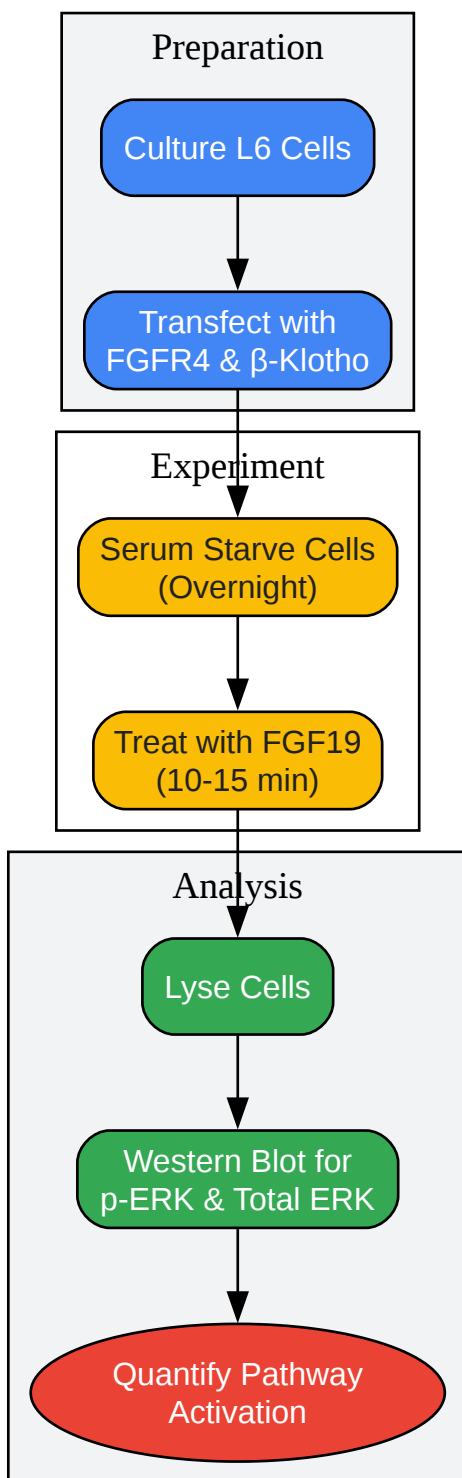 Preparation
Culture L6 Cells
Transfect with
FGFR4 & β-Klotho
Experiment
Serum Starve Cells
(Overnight)
Treat with FGF19
(10-15 min)
Analysis
Lyse Cells
Western Blot for
p-ERK & Total ERK
Quantify Pathway
Activation